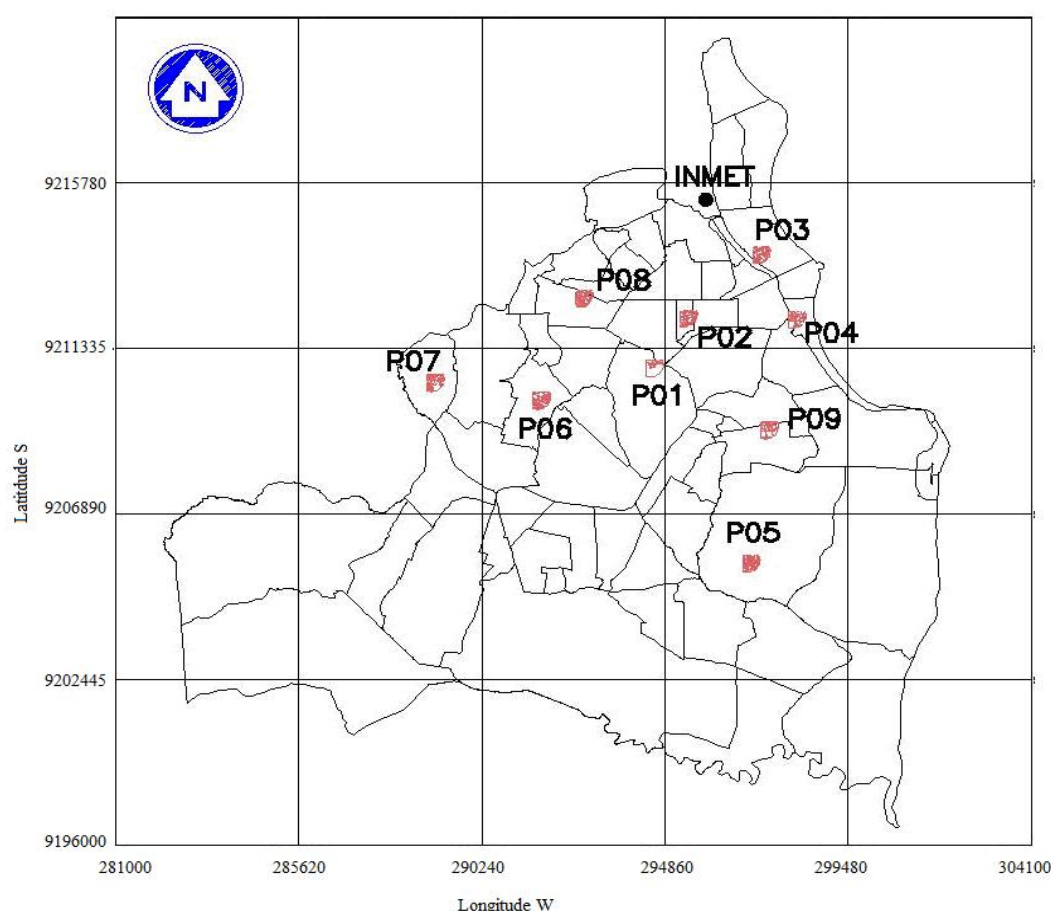 N
9215780
INMET
P03
P08
P02
P04
9211335
P07
P01
P06
P09
9206890
P05
Latitdude S
9202445
9196000
281000
285620
290240
294860
299480
304100
Longitude W